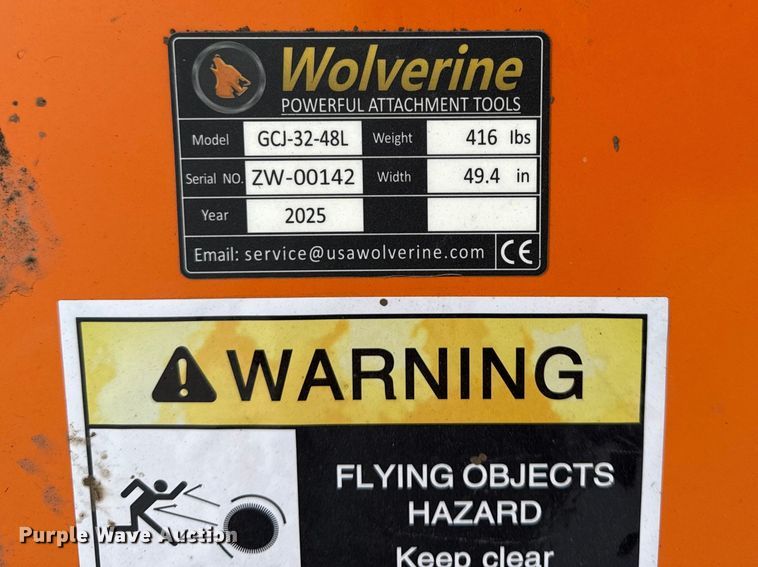 Wolverine
POWERFUL ATTACHMENT TOOLS
Model GCJ-32-48L Weight 416 lbs
Serial NO. ZW-00142 Width 49.4 in
Year 2025
Email: service@usawolverine.com CE
WARNING
FLYING OBJECTS
HAZARD
Keep clear
Purple Wave Auction